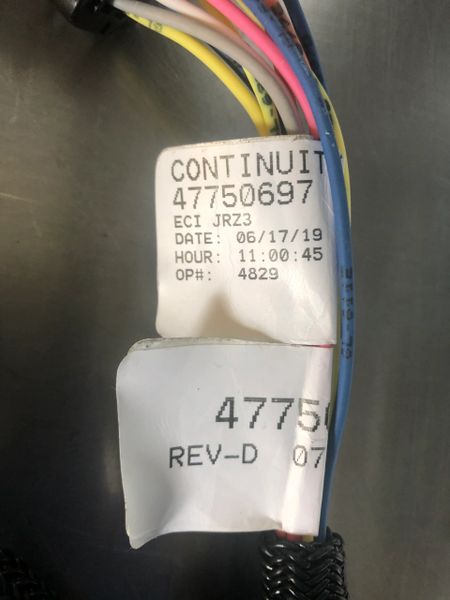 CONTINUIT
47750697
ECI JRZ3
DATE: 06/17/19
HOUR: 11:00:45
OP#: 4829
4775
REV-D 07